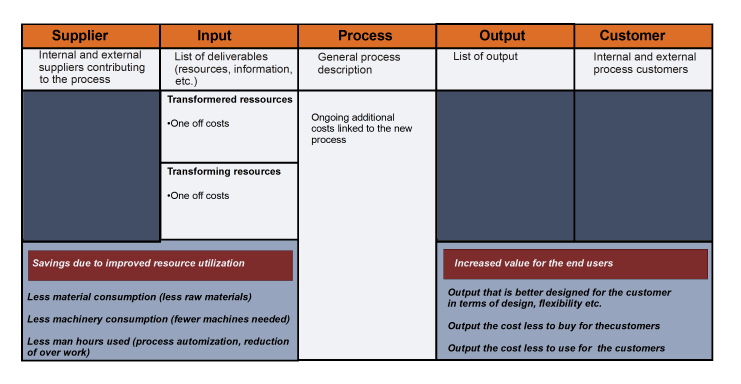 Supplier
Input
Process
Output
Customer
Internal and external
suppliers contributing
to the process
List of deliverables
(resources, information,
etc.)
General process
description
List of output
Internal and external
process customers
Transformered ressources
•One off costs
Transforming resources
•One off costs
Ongoing additional
costs linked to the new
process
Savings due to improved resource utilization
Less material consumption (less raw materials)
Less machinery consumption (fewer machines needed)
Less man hours used (process automization, reduction
of over work)
Increased value for the end users
Output that is better designed for the customer
in terms of design, flexibility etc.
Output the cost less to buy for thecustomers
Output the cost less to use for the customers